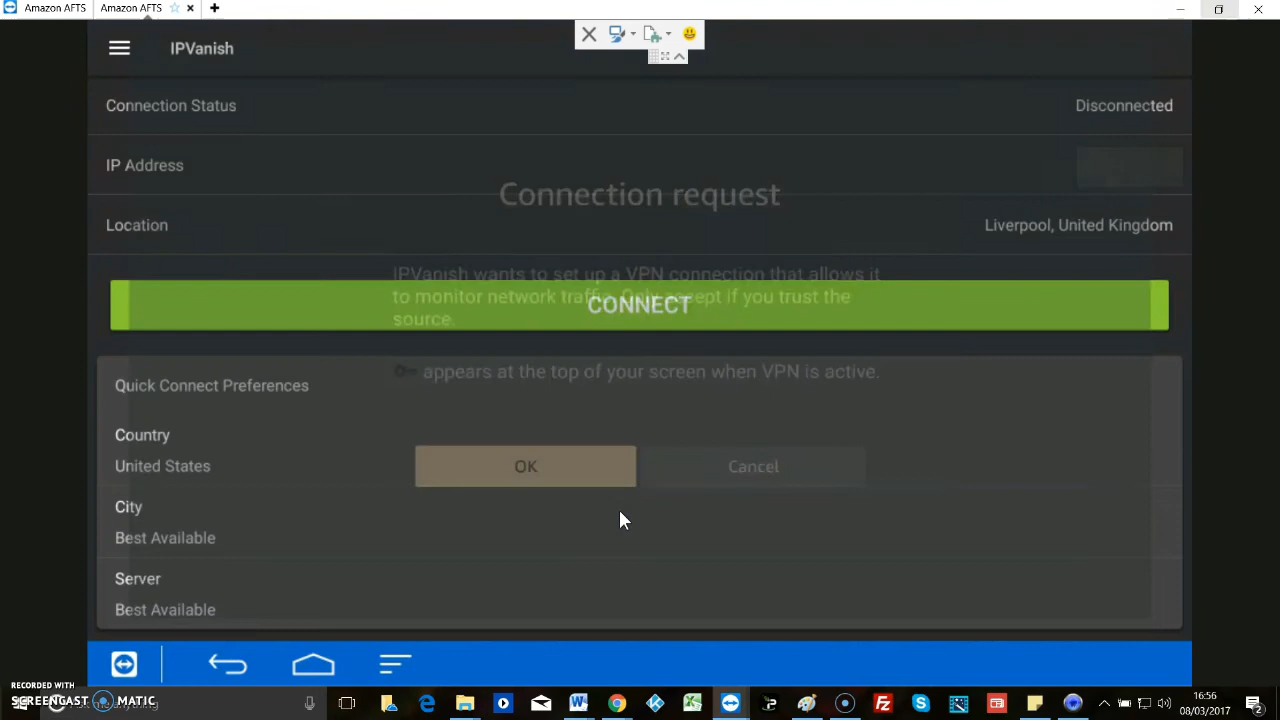 Amazon AFTS
Amazon AFTS
IPVanish
Connection Status
Disconnected
IP Address
Connection request
Location
Liverpool, United Kingdom
IPVanish wants to set up a VPN connection that allows it
to monitor network traffic. Only accept if you trust the
source.
CONNECT
appears at the top of your screen when VPN is active.
Quick Connect Preferences
Country
United States
OK
Cancel
City
Best Available
Server
Best Available
RECORDED WITH
SCREENCAST MATIC
16:56
08/03/2017